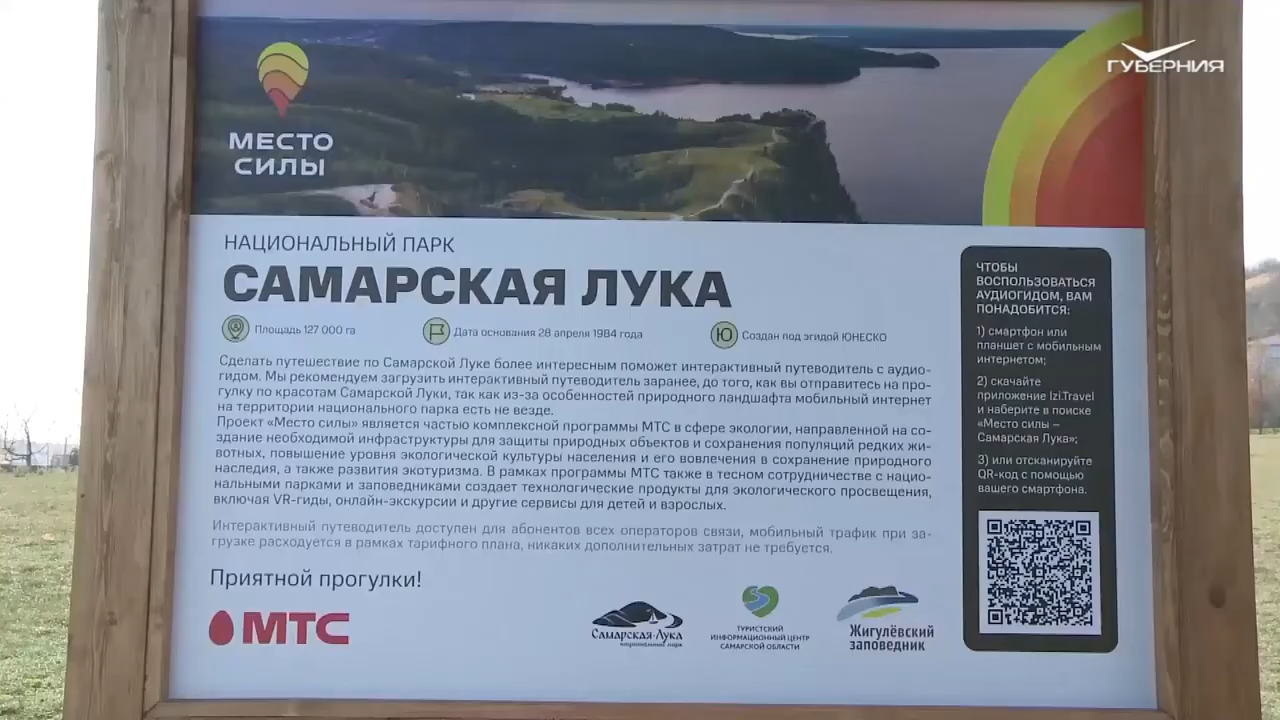 ГУБЕРНИЯ
МЕСТО
СИЛЫ
НАЦИОНАЛЬНЫЙ ПАРК
САМАРСКАЯ ЛУКА
Площадь 127 000 га
Дата основания 28 апреля 1984 года
Ю Создан под эгидой ЮНЕСКО
Сделать путешествие по Самарской Луке более интересным поможет интерактивный путеводитель с аудио-
гидом. Мы рекомендуем загрузить интерактивный путеводитель заранее, до того, как вы отправитесь на про-
гулку по красотам Самарской Луки, так как из-за особенностей природного ландшафта мобильный интернет
на территории национального парка есть не везде.
Проект «Место силы» является частью комплексной программы МТС в сфере экологии, направленной на со-
здание необходимой инфраструктуры для защиты природных объектов и сохранения популяций редких жи-
вотных, повышение уровня экологической культуры населения и его вовлечения в сохранение природного
наследия, а также развития экотуризма. В рамках программы МТС также в тесном сотрудничестве с нацио-
нальными парками и заповедниками создает технологические продукты для экологического просвещения,
включая VR-гиды, онлайн-экскурсии и другие сервисы для детей и взрослых.
Интерактивный путеводитель доступен для абонентов всех операторов связи, мобильный трафик при за-
грузке расходуется в рамках тарифного плана, никаких дополнительных затрат не требуется.
Приятной прогулки!
МТС
Самарская Лука
национальный парк
ТУРИСТСКИЙ
ИНФОРМАЦИОННЫЙ ЦЕНТР
САМАРСКОЙ ОБЛАСТИ
Жигулёвский
заповедник
ЧТОБЫ
ВОСПОЛЬЗОВАТЬСЯ
АУДИОГИДОМ, ВАМ
ПОНАДОБИТСЯ:
1) смартфон или
планшет с мобильным
интернетом;
2) скачайте
приложение Izi.Travel
и наберите в поиске
«Место силы –
Самарская Лука»;
3) или отсканируйте
QR-код с помощью
вашего смартфона.